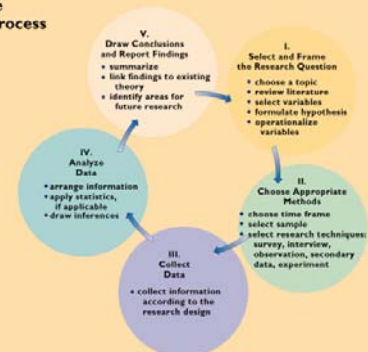 Process
I.
Select and Frame
the Research Question
• choose a topic
• review literature
• select variables
• formulate hypothesis
• operationalize
variables
II.
Choose Appropriate
Methods
• choose time frame
• select sample
• select research techniques:
survey, interview,
observation, secondary
data, experiment
III.
Collect
Data
• collect information
according to the
research design
IV.
Analyze
Data
• arrange information
• apply statistics,
if applicable
• draw inferences
V.
Draw Conclusions
and Report Findings
• summarize
• link findings to existing
theory
• identify areas for
future research